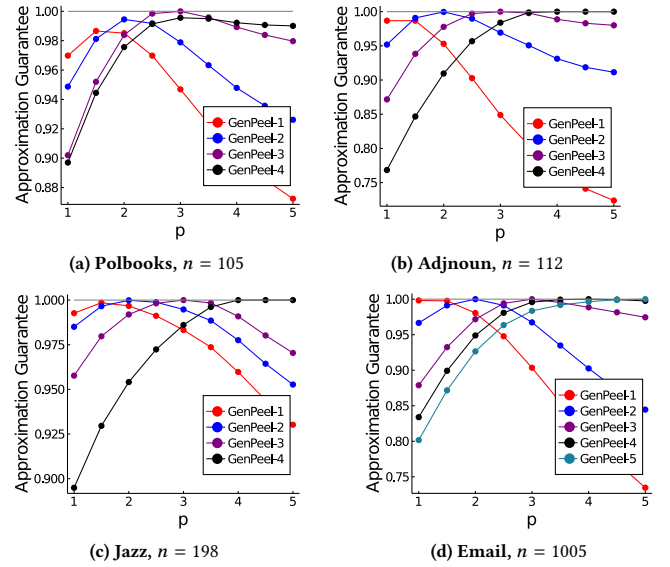 Approximation Guarantee
1.00
0.98
0.96
0.94
0.92
0.90
0.88
GenPeel-1
GenPeel-2
GenPeel-3
GenPeel-4
1 2 3 4 5
p
(a) Polbooks, n = 105
Approximation Guarantee
1.00
0.95
0.90
0.85
0.80
0.75
GenPeel-1
GenPeel-2
GenPeel-3
GenPeel-4
1 2 3 4 5
p
(b) Adjnoun, n = 112
Approximation Guarantee
1.000
0.975
0.950
0.925
0.900
GenPeel-1
GenPeel-2
GenPeel-3
GenPeel-4
1 2 3 4 5
p
(c) Jazz, n = 198
Approximation Guarantee
1.00
0.95
0.90
0.85
0.80
0.75
GenPeel-1
GenPeel-2
GenPeel-3
GenPeel-4
GenPeel-5
1 2 3 4 5
p
(d) Email, n = 1005